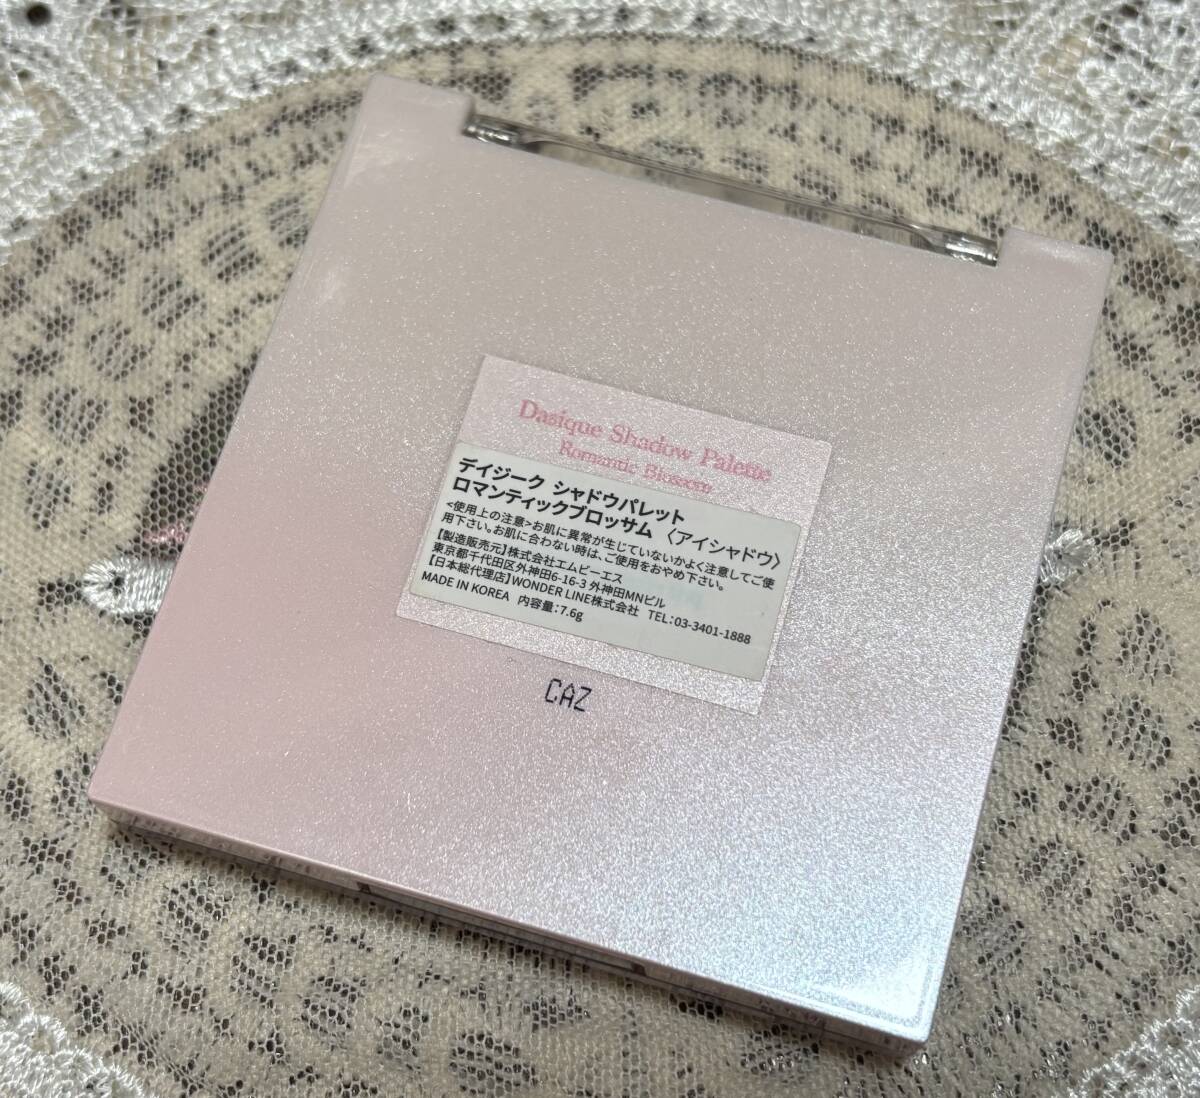 Dasique Shadow Palette
Romantic Blossom
デイジーク シャドウパレット
ロマンティックブロッサム 〈アイシャドウ〉
<使用上の注意>お肌に異常が生じていないかよく注意してご使
用下さい。お肌に合わない時は、ご使用をおやめ下さい。
【製造販売元】株式会社エムビーエス
東京都千代田区外神田6-16-3 外神田MNビル
【日本総代理店】WONDER LINE株式会社 TEL：03-3401-1888
MADE IN KOREA 内容量：7.6g
CAZ